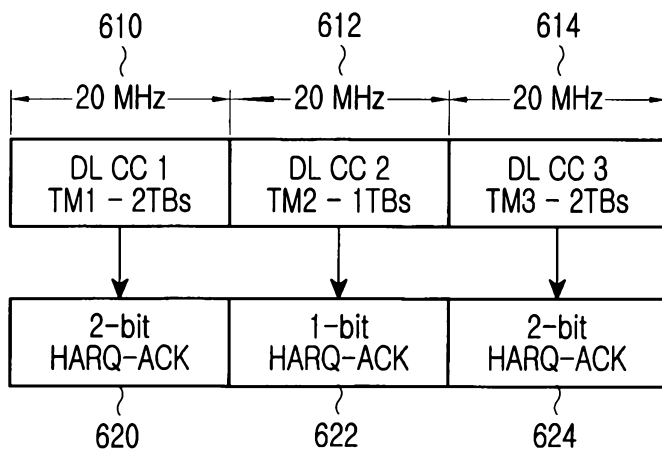 610 612 614
20 MHz 20 MHz 20 MHz
DL CC 1 DL CC 2 DL CC 3
TM1 - 2TBs TM2 - 1TBs TM3 - 2TBs
2-bit 1-bit 2-bit
HARQ-ACK HARQ-ACK HARQ-ACK
620 622 624